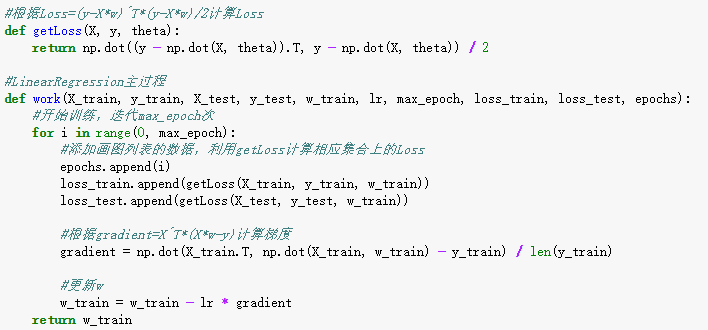 #根据Loss=(y-X*w)^T*(y-X*w)/2计算Loss
def getLoss(X, y, theta):
    return np.dot((y - np.dot(X, theta)).T, y - np.dot(X, theta)) / 2
#LinearRegression主过程
def work(X_train, y_train, X_test, y_test, w_train, lr, max_epoch, loss_train, loss_test, epochs):
    #开始训练，迭代max_epoch次
    for i in range(0, max_epoch):
        #添加画图列表的数据，利用getLoss计算相应集合上的Loss
        epochs.append(i)
        loss_train.append(getLoss(X_train, y_train, w_train))
        loss_test.append(getLoss(X_test, y_test, w_train))
        #根据gradient=X^T*(X*w-y)计算梯度
        gradient = np.dot(X_train.T, np.dot(X_train, w_train) - y_train) / len(y_train)
        #更新w
        w_train = w_train - lr * gradient
    return w_train